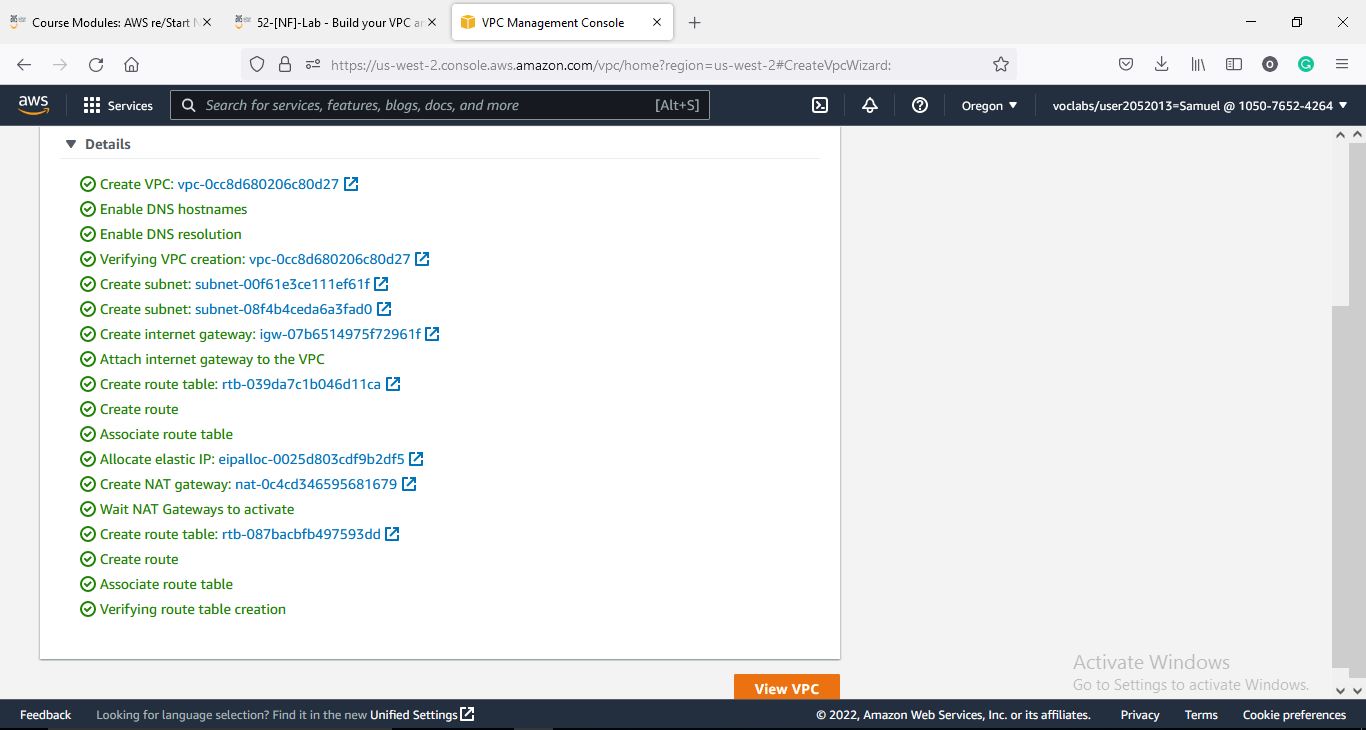 Course Modules: AWS re/Start
52-[NF]-Lab - Build your VPC
VPC Management Console
https://us-west-2.console.aws.amazon.com/vpc/home?region=us-west-2#CreateVpcWizard:
aws
Services
Search for services, features, blogs, docs, and more [Alt+S]
Oregon
voclabs/user2052013=Samuel @ 1050-7652-4264
Details
Create VPC: vpc-0cc8d680206c80d27
Enable DNS hostnames
Enable DNS resolution
Verifying VPC creation: vpc-0cc8d680206c80d27
Create subnet: subnet-00f61e3ce111ef61f
Create subnet: subnet-08f4b4ceda6a3fad0
Create internet gateway: igw-07b6514975f72961f
Attach internet gateway to the VPC
Create route table: rtb-039da7c1b046d11ca
Create route
Associate route table
Allocate elastic IP: eipalloc-0025d803cdf9b2df5
Create NAT gateway: nat-0c4cd346595681679
Wait NAT Gateways to activate
Create route table: rtb-087bacbfb497593dd
Create route
Associate route table
Verifying route table creation
Activate Windows
Go to Settings to activate Windows.
View VPC
Feedback
Looking for language selection? Find it in the new Unified Settings
© 2022, Amazon Web Services, Inc. or its affiliates.
Privacy
Terms
Cookie preferences